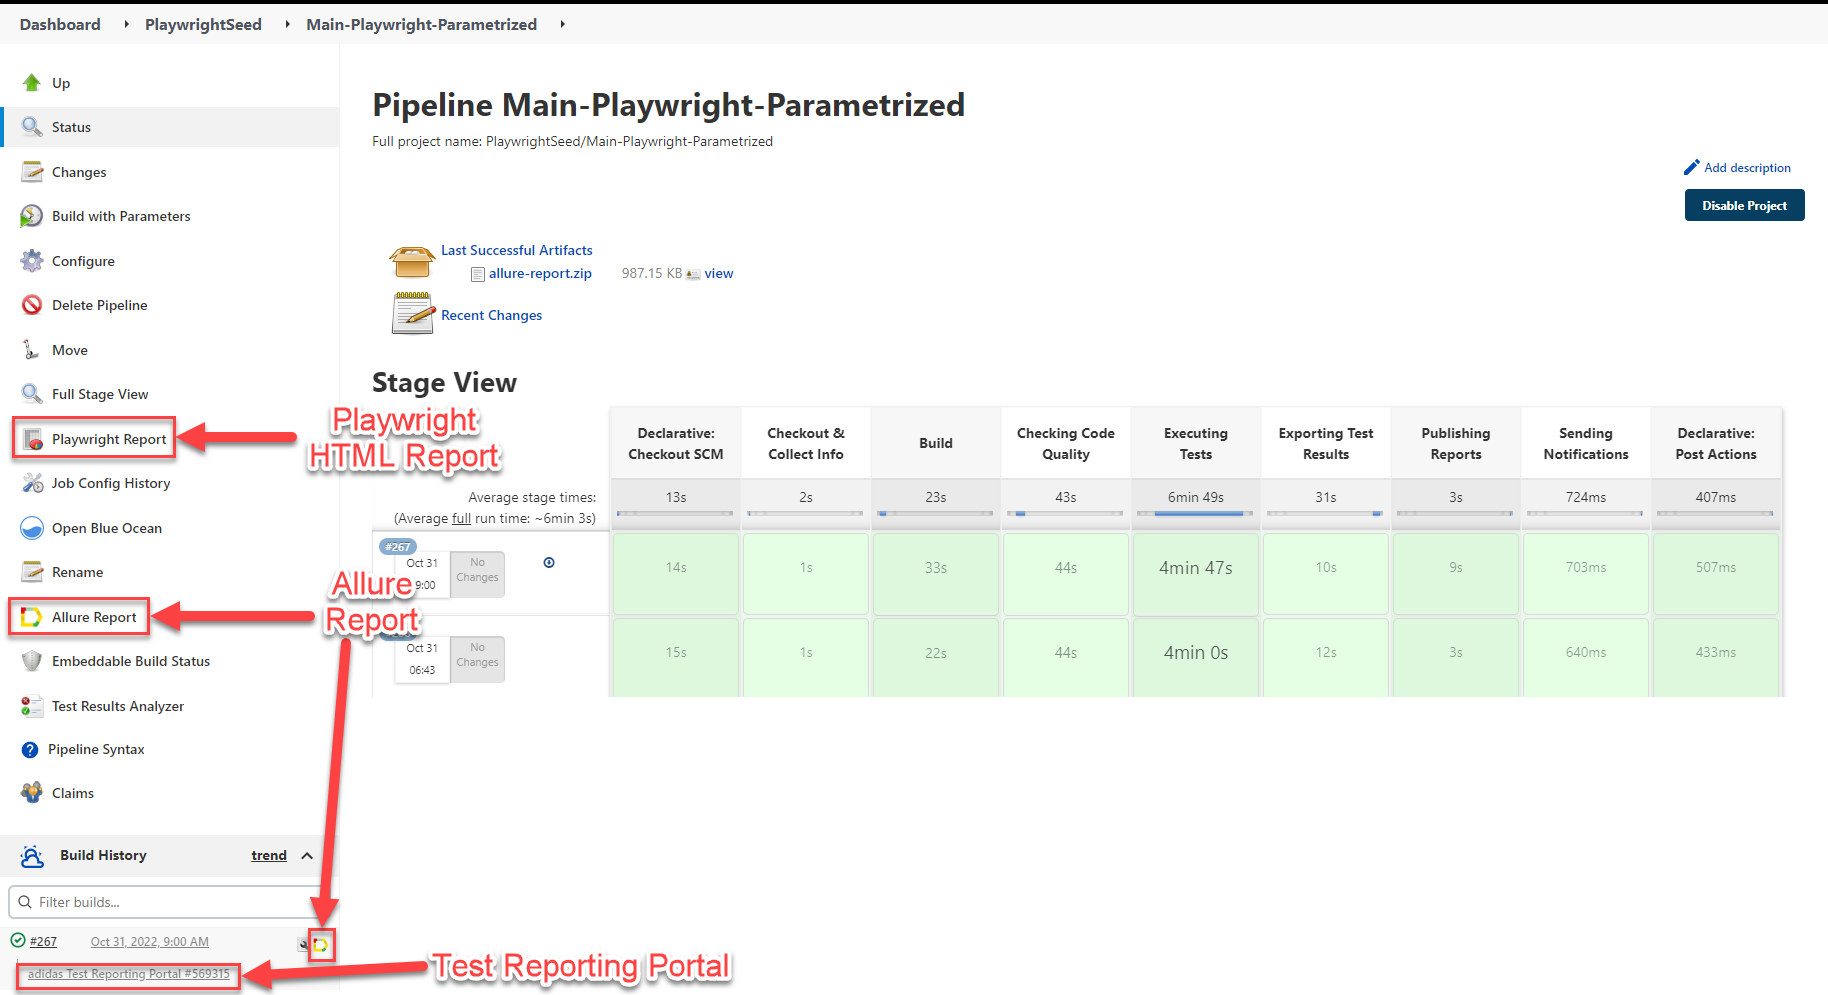 Dashboard PlaywrightSeed Main-Playwright-Parametrized
Up
Status
Changes
Build with Parameters
Configure
Delete Pipeline
Move
Full Stage View
Playwright Report
Job Config History
Open Blue Ocean
Rename
Allure Report
Embeddable Build Status
Test Results Analyzer
Pipeline Syntax
Claims
Build History trend
Filter builds...
#267 Oct 31, 2022, 9:00 AM
adidas Test Reporting Portal #569315
Pipeline Main-Playwright-Parametrized
Full project name: PlaywrightSeed/Main-Playwright-Parametrized
Add description
Disable Project
Last Successful Artifacts
allure-report.zip 987.15 KB view
Recent Changes
Stage View
Playwright
HTML Report
Allure
Report
Test Reporting Portal
Declarative: Checkout & Build Checking Code Executing Exporting Test Publishing Sending Declarative:
Checkout SCM Collect Info Quality Tests Results Reports Notifications Post Actions
Average stage times: 13s 2s 23s 43s 6min 49s 31s 3s 724ms 407ms
(Average full run time: ~6min 3s)
#267
Oct 31 No
9:00 Changes
14s 1s 33s 44s 4min 47s 10s 9s 703ms 507ms
Oct 31 No
06:43 Changes
15s 1s 22s 44s 4min 0s 12s 3s 640ms 433ms